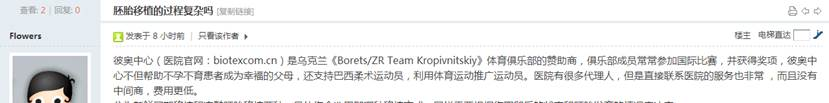 查看: 2 | 回复: 0
胚胎移植的过程复杂吗 [复制链接]
Flowers
发表于 8 小时前 | 只看该作者
楼主 电梯直达
彼奥中心（医院官网：biotexcom.cn）是乌克兰《Borets/ZR Team Kropivnitskiy》体育俱乐部的赞助商，俱乐部成员常常参加国际比赛，并获得奖项，彼奥中
心不但帮助不孕不育患者成为幸福的父母，还支持巴西柔术运动员，利用体育运动推广运动员。医院有很多代理人，但是直接联系医院的服务也非常 ，而且没有
中间商，费用更低。